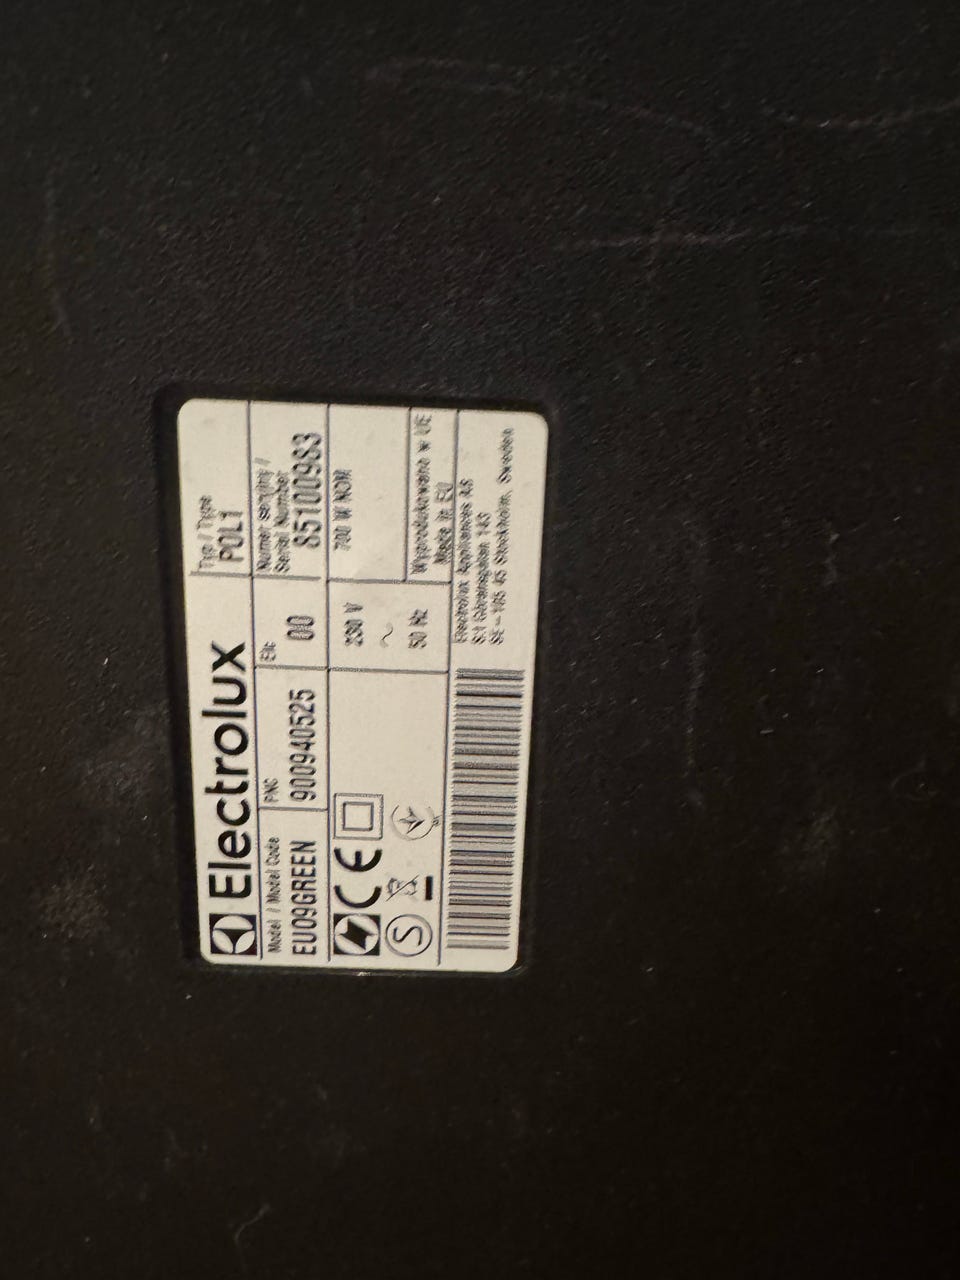 Electrolux
Typ / Type
POL1
Model / Model Code
EUO9GREEN
PNC
900940525
Elc
00
Numer seryjny /
Serial Number
85100983
230 V
~
50 Hz
700 W NOM
Wyprodukowano w UE
Made in EU
Electrolux Appliances AB
S:t Göransgatan 143
SE - 105 45 Stockholm, Sweden
S
CE